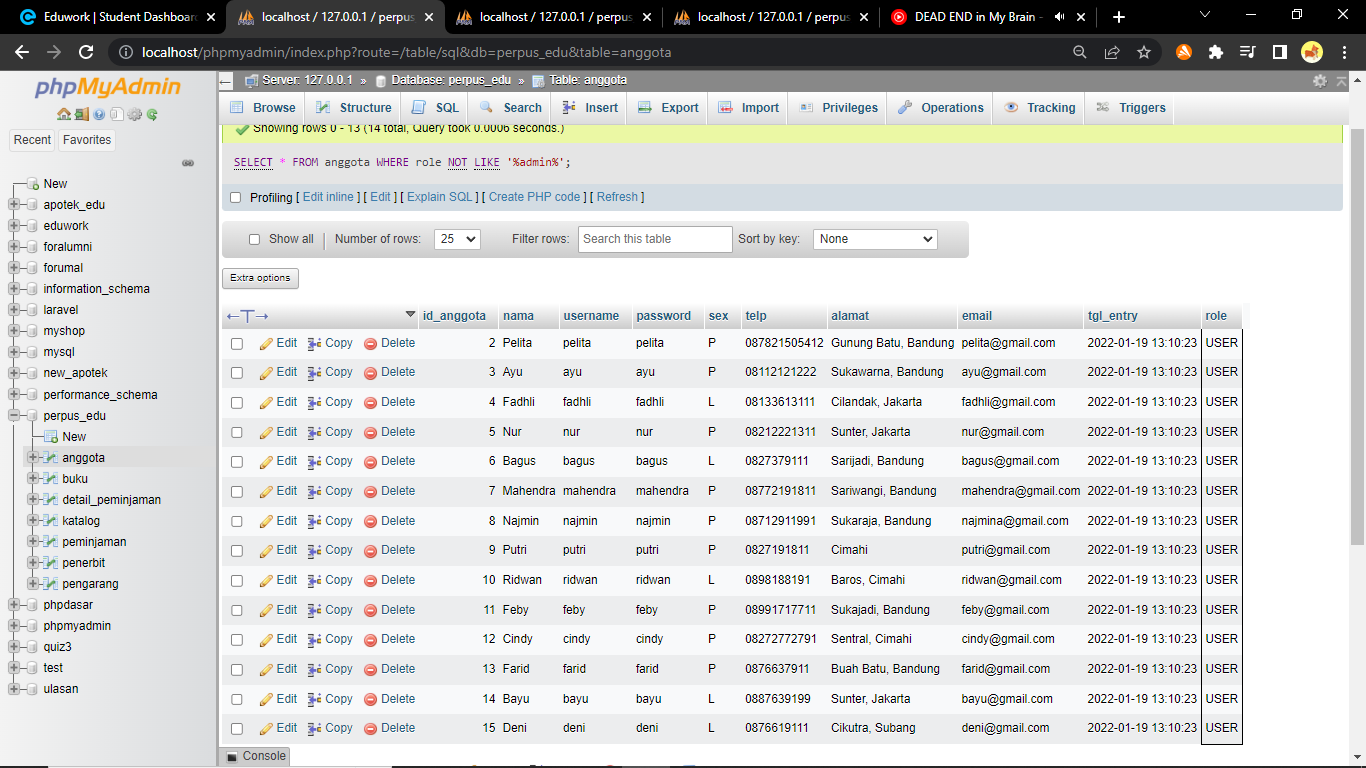 Eduwork | Student Dashboar
localhost / 127.0.0.1 / perpus
localhost / 127.0.0.1 / perpus
localhost / 127.0.0.1 / perpus
DEAD END in My Brain -
localhost/phpmyadmin/index.php?route=/table/sql&db=perpus_edu&table=anggota
phpMyAdmin
Recent Favorites
New
apotek_edu
eduwork
foralumni
forumal
information_schema
laravel
myshop
mysql
new_apotek
performance_schema
perpus_edu
New
anggota
buku
detail_peminjaman
katalog
peminjaman
penerbit
pengarang
phpdasar
phpmyadmin
quiz3
test
ulasan
Server: 127.0.0.1 » Database: perpus_edu » Table: anggota
Browse Structure SQL Search Insert Export Import Privileges Operations Tracking Triggers
Showing rows 0 - 13 (14 total, Query took 0.0006 seconds.)
SELECT * FROM anggota WHERE role NOT LIKE '%admin%';
Profiling [ Edit inline ] [ Edit ] [ Explain SQL ] [ Create PHP code ] [ Refresh ]
Show all | Number of rows: 25 Filter rows: Search this table Sort by key: None
Extra options
←T→ id_anggota nama username password sex telp alamat email tgl_entry role
Edit Copy Delete 2 Pelita pelita pelita P 087821505412 Gunung Batu, Bandung pelita@gmail.com 2022-01-19 13:10:23 USER
Edit Copy Delete 3 Ayu ayu ayu P 08112121222 Sukawarna, Bandung ayu@gmail.com 2022-01-19 13:10:23 USER
Edit Copy Delete 4 Fadhli fadhli fadhli L 08133613111 Cilandak, Jakarta fadhli@gmail.com 2022-01-19 13:10:23 USER
Edit Copy Delete 5 Nur nur nur P 08212221311 Sunter, Jakarta nur@gmail.com 2022-01-19 13:10:23 USER
Edit Copy Delete 6 Bagus bagus bagus L 0827379111 Sarijadi, Bandung bagus@gmail.com 2022-01-19 13:10:23 USER
Edit Copy Delete 7 Mahendra mahendra mahendra P 08772191811 Sariwangi, Bandung mahendra@gmail.com 2022-01-19 13:10:23 USER
Edit Copy Delete 8 Najmin najmin najmin P 08712911991 Sukaraja, Bandung najmina@gmail.com 2022-01-19 13:10:23 USER
Edit Copy Delete 9 Putri putri putri P 0827191811 Cimahi putri@gmail.com 2022-01-19 13:10:23 USER
Edit Copy Delete 10 Ridwan ridwan ridwan L 0898188191 Baros, Cimahi ridwan@gmail.com 2022-01-19 13:10:23 USER
Edit Copy Delete 11 Feby feby feby P 08991717711 Sukajadi, Bandung feby@gmail.com 2022-01-19 13:10:23 USER
Edit Copy Delete 12 Cindy cindy cindy P 08272772791 Sentral, Cimahi cindy@gmail.com 2022-01-19 13:10:23 USER
Edit Copy Delete 13 Farid farid farid P 0876637911 Buah Batu, Bandung farid@gmail.com 2022-01-19 13:10:23 USER
Edit Copy Delete 14 Bayu bayu bayu L 0887639199 Sunter, Jakarta bayu@gmail.com 2022-01-19 13:10:23 USER
Edit Copy Delete 15 Deni deni deni L 0876619111 Cikutra, Subang deni@gmail.com 2022-01-19 13:10:23 USER
Console